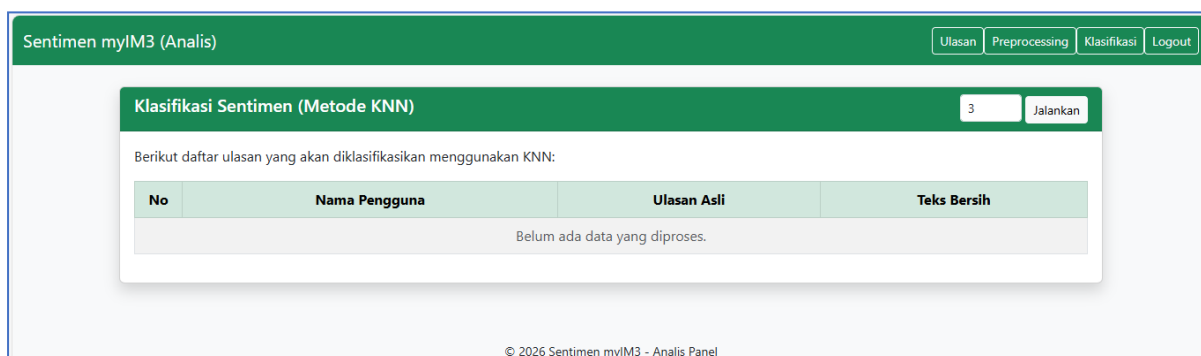 Sentimen myIM3 (Analis)
Ulasan Preprocessing Klasifikasi Logout
Klasifikasi Sentimen (Metode KNN)
3 Jalankan
Berikut daftar ulasan yang akan diklasifikasikan menggunakan KNN:
No Nama Pengguna Ulasan Asli Teks Bersih
Belum ada data yang diproses.
© 2026 Sentimen myIM3 - Analis Panel